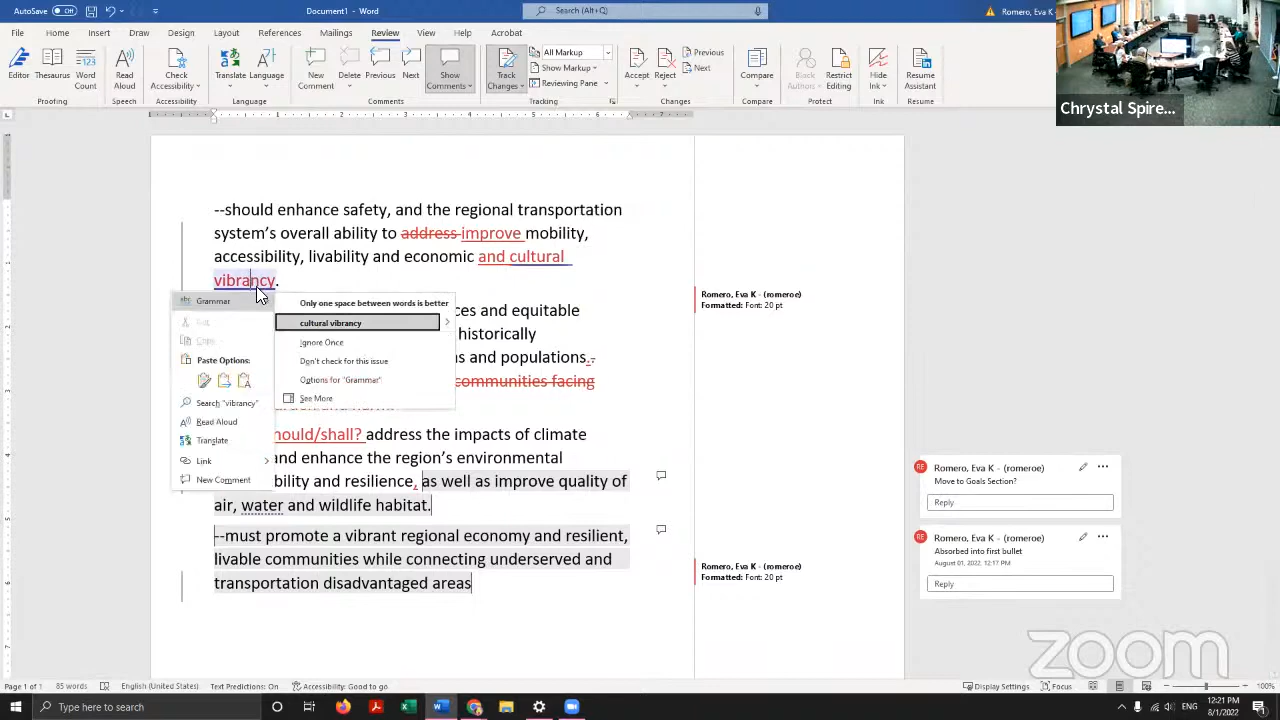 AutoSave Off Document1 - Word Search Romero, Eva K
File Home Insert Draw Design Layout References Mailings Review View Help Acrobat
Editor Thesaurus Word Count Read Aloud Check Accessibility Translate Language New Comment Delete Previous Next Show Comments Track Changes All Markup Show Markup Reviewing Pane Accept Reject Previous Next Compare Block Authors Restrict Editing Hide Ink Resume Assistant
Proofing Speech Accessibility Language Comments Tracking Changes Compare Protect Ink Resume
Chrystal Spire...
--should enhance safety, and the regional transportation
system's overall ability to address improve mobility,
accessibility, livability and economic and cultural
vibrancy.
Grammar
Only one space between words is better
cultural vibrancy
Ignore Once
Don't check for this issue
Options for "Grammar"
See More
Cut
Copy
Paste Options:
Search "vibrancy"
Read Aloud
Translate
Link
New Comment
ces and equitable
historically
s and populations..
communities facing
hould/shall? address the impacts of climate
and enhance the region's environmental
bility and resilience, as well as improve quality of
air, water and wildlife habitat.
--must promote a vibrant regional economy and resilient,
livable communities while connecting underserved and
transportation disadvantaged areas
Romero, Eva K - (romeroe)
Formatted: Font: 20 pt
Romero, Eva K - (romeroe)
Formatted: Font: 20 pt
Romero, Eva K - (romeroe)
Move to Goals Section?
Reply
Romero, Eva K - (romeroe)
Absorbed into first bullet
August 01, 2022, 12:17 PM
Reply
zoom
Page 1 of 1 85 words English (United States) Text Predictions: On Accessibility: Good to go Display Settings Focus 100%
Type here to search
12:21 PM
8/1/2022